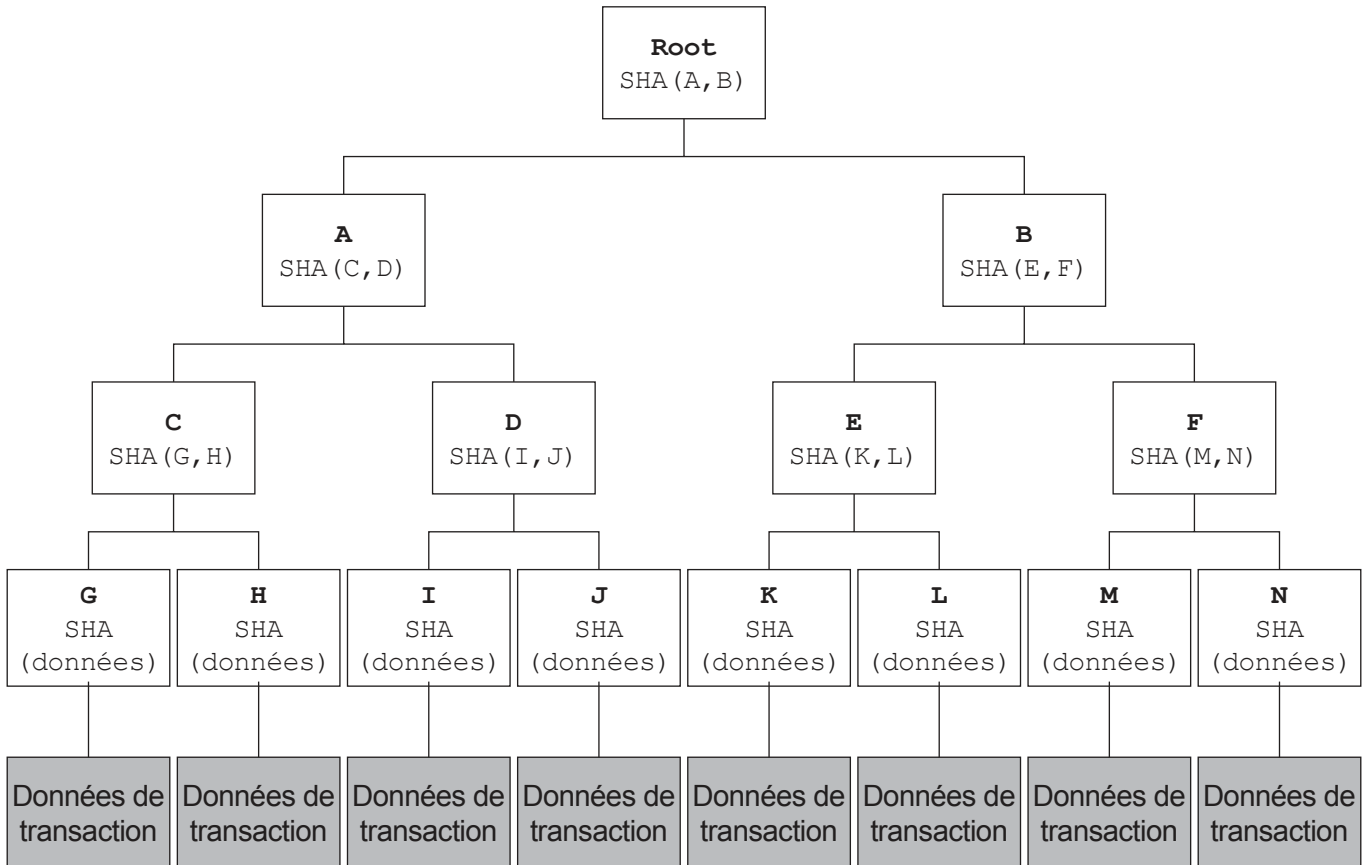 Root
SHA(A,B)
A
SHA(C,D)
B
SHA(E,F)
C
SHA(G,H)
D
SHA(I,J)
E
SHA(K,L)
F
SHA(M,N)
G
SHA
(données)
H
SHA
(données)
I
SHA
(données)
J
SHA
(données)
K
SHA
(données)
L
SHA
(données)
M
SHA
(données)
N
SHA
(données)
Données de
transaction
Données de
transaction
Données de
transaction
Données de
transaction
Données de
transaction
Données de
transaction
Données de
transaction
Données de
transaction